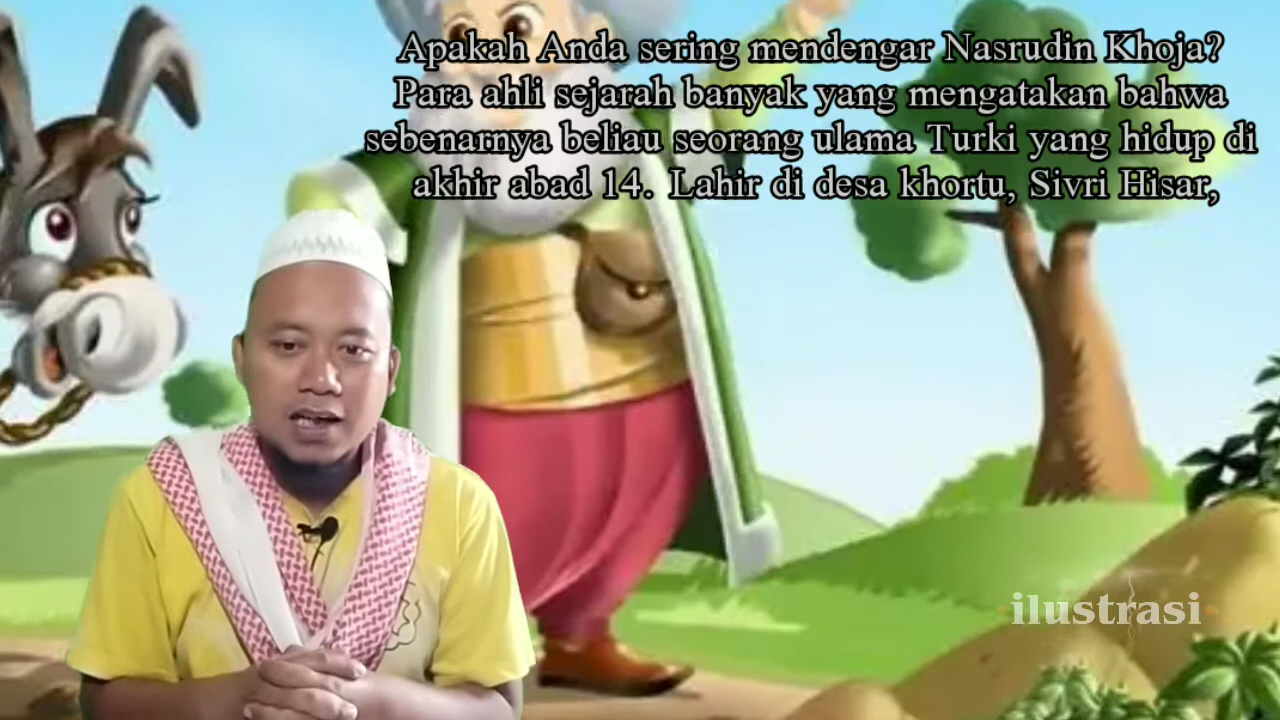 Apakah Anda sering mendengar Nasrudin Khoja?
Para ahli sejarah banyak yang mengatakan bahwa
sebenarnya beliau seorang ulama Turki yang hidup di
akhir abad 14. Lahir di desa khortu, Sivri Hisar,
ilustrasi